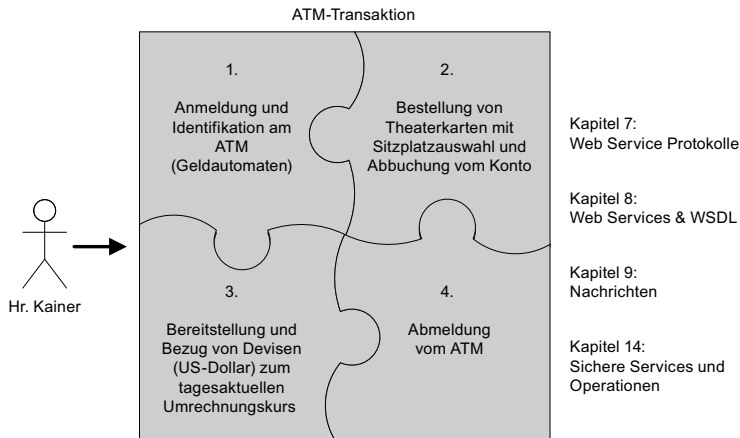 ATM-Transaktion
1.
Anmeldung und
Identifikation am
ATM
(Geldautomaten)
2.
Bestellung von
Theaterkarten mit
Sitzplatzauswahl und
Abbuchung vom Konto
Hr. Kainer
3.
Bereitstellung und
Bezug von Devisen
(US-Dollar) zum
tagesaktuellen
Umrechnungskurs
4.
Abmeldung
vom ATM
Kapitel 7:
Web Service Protokolle
Kapitel 8:
Web Services & WSDL
Kapitel 9:
Nachrichten
Kapitel 14:
Sichere Services und
Operationen